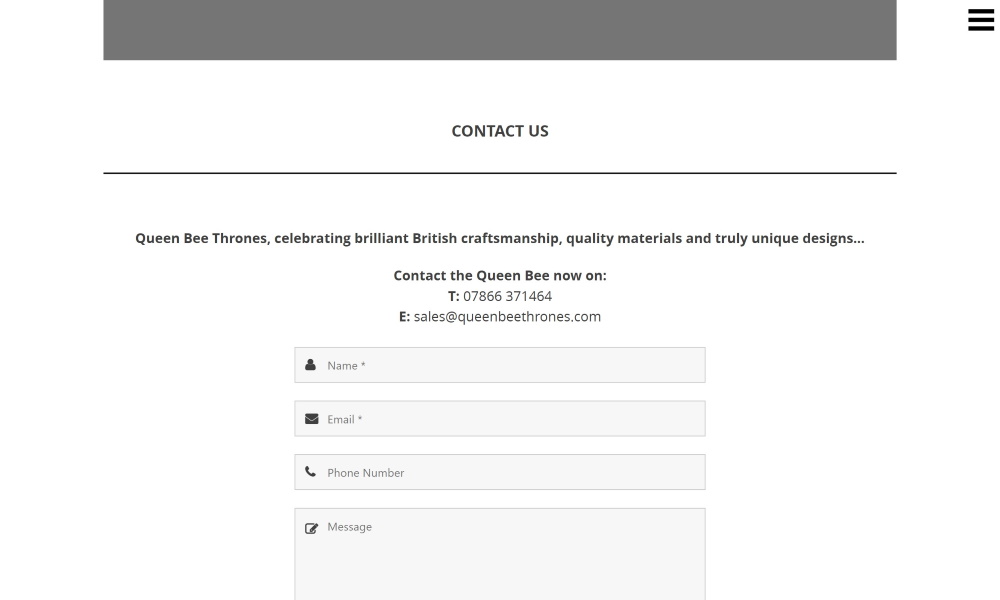 CONTACT US
Queen Bee Thrones, celebrating brilliant British craftsmanship, quality materials and truly unique designs...
Contact the Queen Bee now on:
T: 07866 371464
E: sales@queenbeethrones.com
Name *
Email *
Phone Number
Message